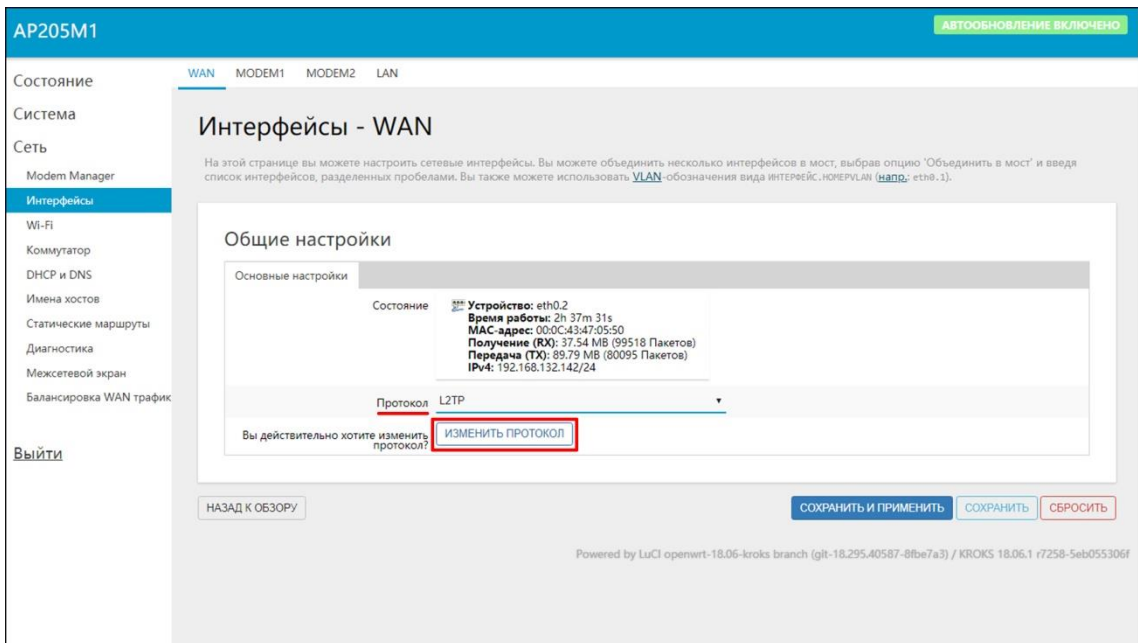 AP205M1
АВТООБНОВЛЕНИЕ ВКЛЮЧЕНО
Состояние
Система
Сеть
Modem Manager
Интерфейсы
Wi-Fi
Коммутатор
DHCP и DNS
Имена хостов
Статические маршруты
Диагностика
Межсетевой экран
Балансировка WAN трафик
Выйти
WAN MODEM1 MODEM2 LAN
Интерфейсы - WAN
На этой странице вы можете настроить сетевые интерфейсы. Вы можете объединить несколько интерфейсов в мост, выбрав опцию 'Объединить в мост' и введя
список интерфейсов, разделенных пробелами. Вы также можете использовать VLAN-обозначения вида ИНТЕРФЕЙС.НОМЕРVLAN (напр.: eth0.1).
Общие настройки
Основные настройки
Состояние
Устройство: eth0.2
Время работы: 2h 37m 31s
MAC-адрес: 00:0C:43:47:05:50
Получение (RX): 37.54 MB (99518 Пакетов)
Передача (TX): 89.79 MB (80095 Пакетов)
IPv4: 192.168.132.142/24
Протокол L2TP
Вы действительно хотите изменить
протокол?
ИЗМЕНИТЬ ПРОТОКОЛ
НАЗАД К ОБЗОРУ
СОХРАНИТЬ И ПРИМЕНИТЬ СОХРАНИТЬ СБРОСИТЬ
Powered by LuCI openwrt-18.06-kroks branch (git-18.295.40587-8fbe7a3) / KROKS 18.06.1 r7258-5eb055306f